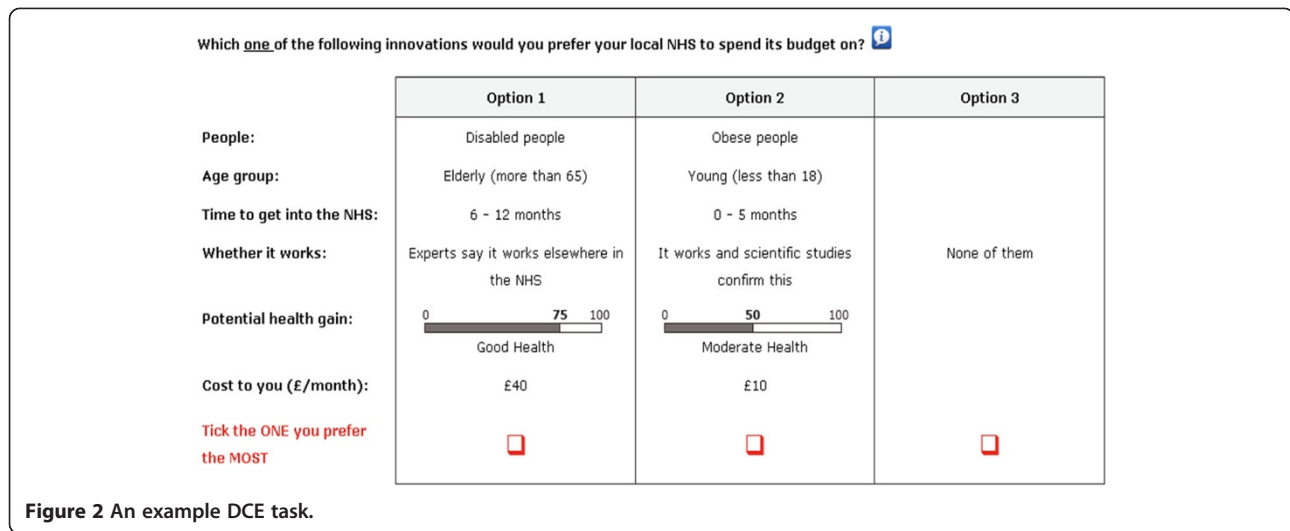 Which one of the following innovations would you prefer your local NHS to spend its budget on?
Option 1 Option 2 Option 3
People: Disabled people Obese people
Age group: Elderly (more than 65) Young (less than 18)
Time to get into the NHS: 6 - 12 months 0 - 5 months
Whether it works: Experts say it works elsewhere in It works and scientific studies None of them
the NHS confirm this
Potential health gain: 0 75 100 0 50 100
Good Health Moderate Health
Cost to you (£/month): £40 £10
Tick the ONE you prefer
the MOST
Figure 2 An example DCE task.